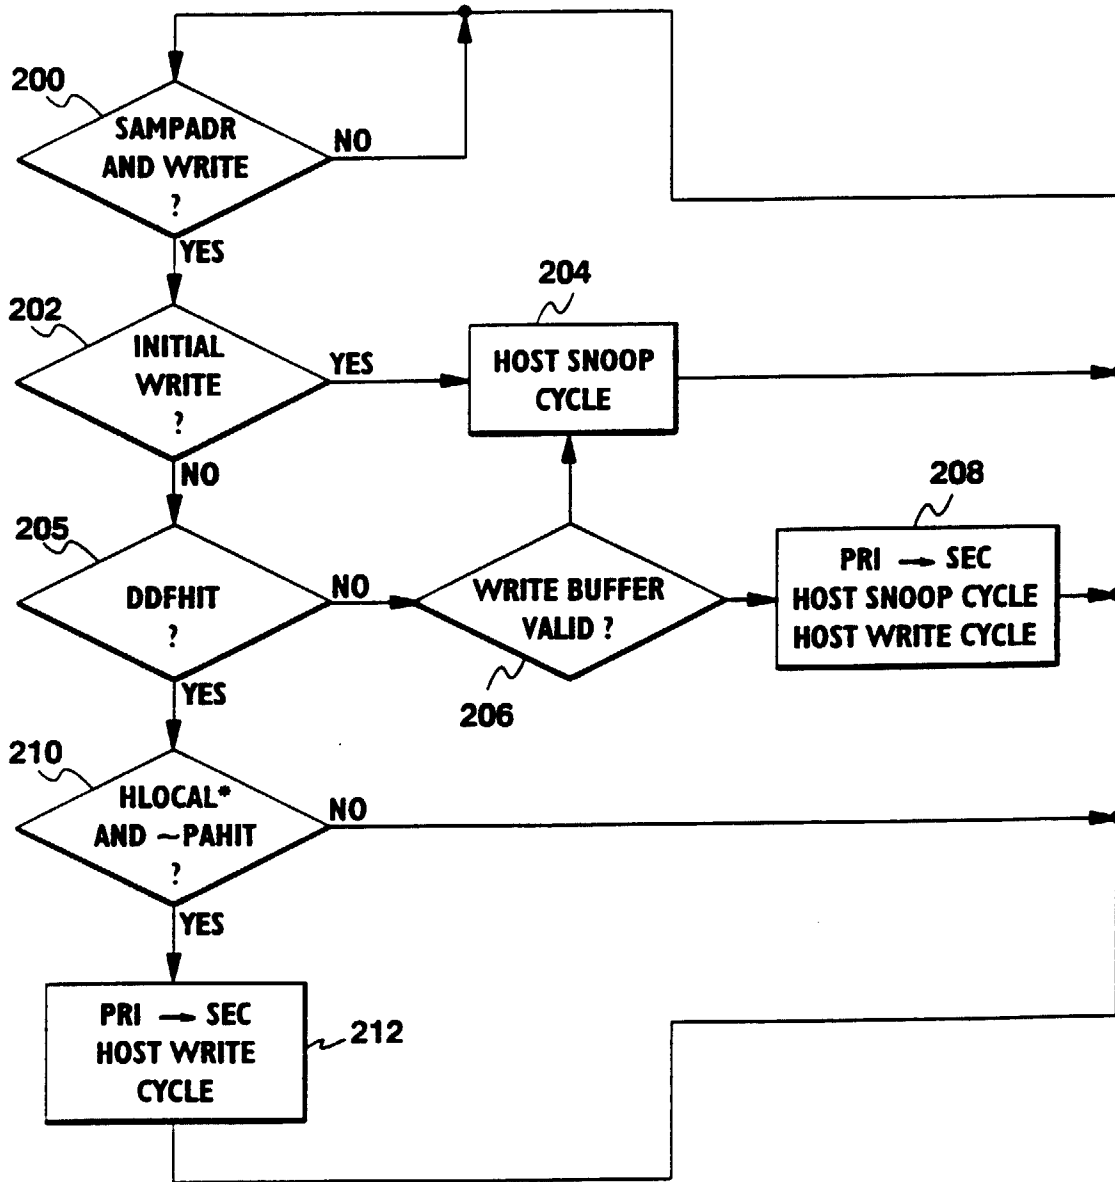 200
SAMPADR
AND WRITE
?
NO
YES
202
INITIAL
WRITE
?
YES
NO
204
HOST SNOOP
CYCLE
205
DDFHIT
?
NO
YES
WRITE BUFFER
VALID ?
206
208
PRI → SEC
HOST SNOOP CYCLE
HOST WRITE CYCLE
210
HLOCAL*
AND ~PAHIT
?
NO
YES
PRI → SEC
HOST WRITE
CYCLE
212